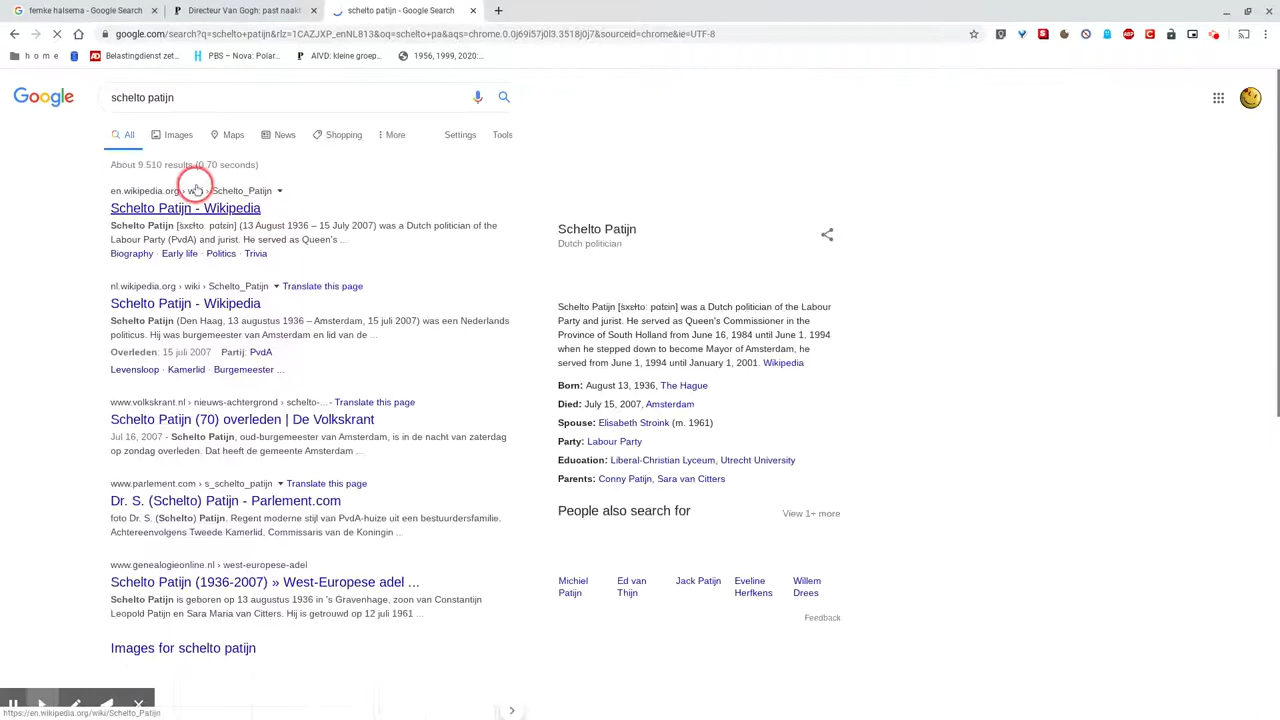 femke halsema - Google Search
Directeur Van Gogh: past naakt
schelto patijn - Google Search
google.com/search?q=schelto+patijn&rlz=1CAZJXP_enNL813&oq=schelto+pa&aqs=chrome.0.0j69i57j0l3.3518j0j7&sourceid=chrome&ie=UTF-8
h o m e
AD Belastingdienst zet...
PBS – Nova: Polar...
P AIVD: kleine groep...
1956, 1999, 2020:...
Google
schelto patijn
All Images Maps News Shopping More Settings Tools
About 9.510 results (0,70 seconds)
en.wikipedia.org › wiki › Schelto_Patijn
Schelto Patijn - Wikipedia
Schelto Patijn [sxɛltoː pɑtɛin] (13 August 1936 – 15 July 2007) was a Dutch politician of the
Labour Party (PvdA) and jurist. He served as Queen's ...
Biography · Early life · Politics · Trivia
nl.wikipedia.org › wiki › Schelto_Patijn Translate this page
Schelto Patijn - Wikipedia
Schelto Patijn (Den Haag, 13 augustus 1936 – Amsterdam, 15 juli 2007) was een Nederlands
politicus. Hij was burgemeester van Amsterdam en lid van de ...
Overleden: 15 juli 2007 Partij: PvdA
Levensloop · Kamerlid · Burgemeester ...
www.volkskrant.nl › nieuws-achtergrond › schelto-... - Translate this page
Schelto Patijn (70) overleden | De Volkskrant
Jul 16, 2007 - Schelto Patijn, oud-burgemeester van Amsterdam, is in de nacht van zaterdag
op zondag overleden. Dat heeft de gemeente Amsterdam ...
www.parlement.com › s_schelto_patijn Translate this page
Dr. S. (Schelto) Patijn - Parlement.com
foto Dr. S. (Schelto) Patijn. Regent moderne stijl van PvdA-huize uit een bestuurdersfamilie.
Achtereenvolgens Tweede Kamerlid, Commissaris van de Koningin ...
www.genealogieonline.nl › west-europese-adel
Schelto Patijn (1936-2007) » West-Europese adel ...
Schelto Patijn is geboren op 13 augustus 1936 in 's Gravenhage, zoon van Constantijn
Leopold Patijn en Sara Maria van Citters. Hij is getrouwd op 12 juli 1961 ...
Images for schelto patijn
https://en.wikipedia.org/wiki/Schelto_Patijn
Schelto Patijn
Dutch politician
Schelto Patijn [sxɛltoː pɑtɛin] was a Dutch politician of the Labour
Party and jurist. He served as Queen's Commissioner in the
Province of South Holland from June 16, 1984 until June 1, 1994
when he stepped down to become Mayor of Amsterdam, he
served from June 1, 1994 until January 1, 2001. Wikipedia
Born: August 13, 1936, The Hague
Died: July 15, 2007, Amsterdam
Spouse: Elisabeth Stroink (m. 1961)
Party: Labour Party
Education: Liberal-Christian Lyceum, Utrecht University
Parents: Conny Patijn, Sara van Citters
People also search for View 1+ more
Michiel Patijn
Ed van Thijn
Jack Patijn
Eveline Herfkens
Willem Drees
Feedback